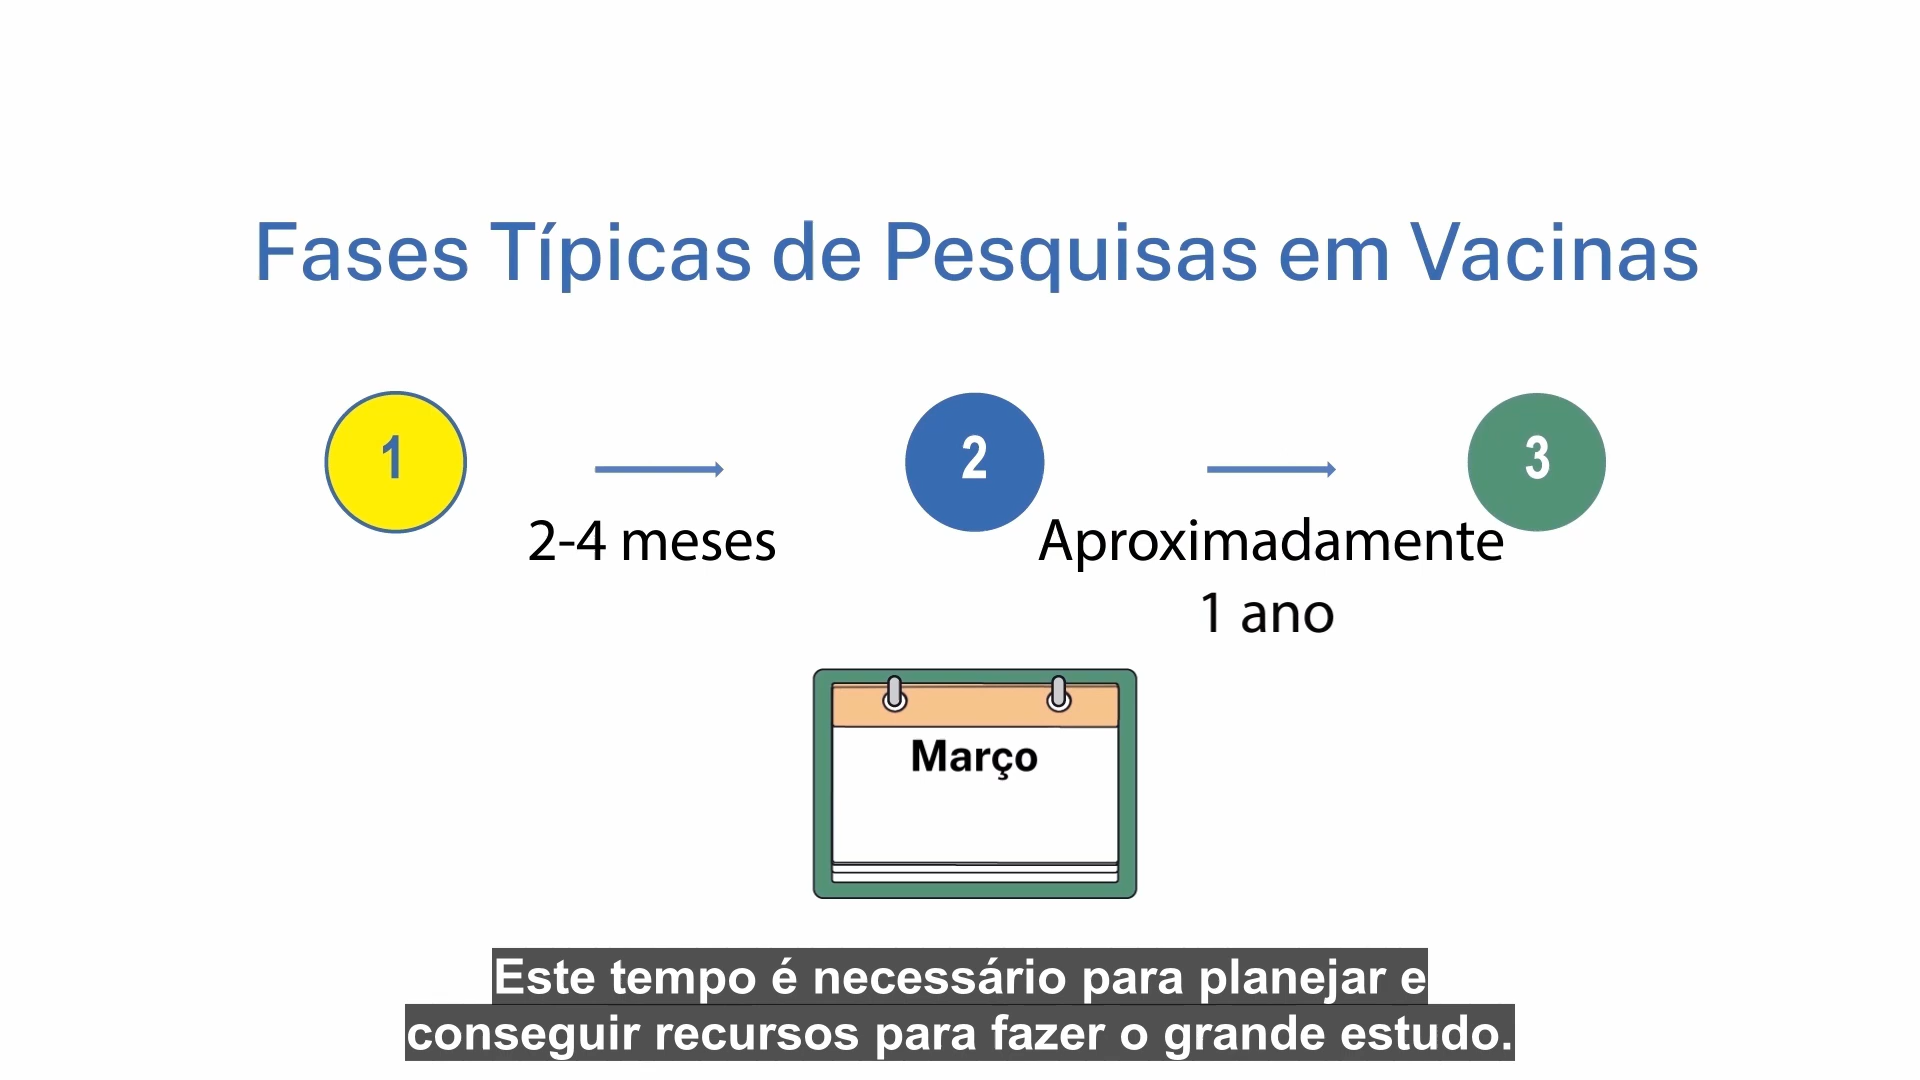 Fases Típicas de Pesquisas em Vacinas
1
2
3
2-4 meses
Aproximadamente
1 ano
Março
Este tempo é necessário para planejar e
conseguir recursos para fazer o grande estudo.